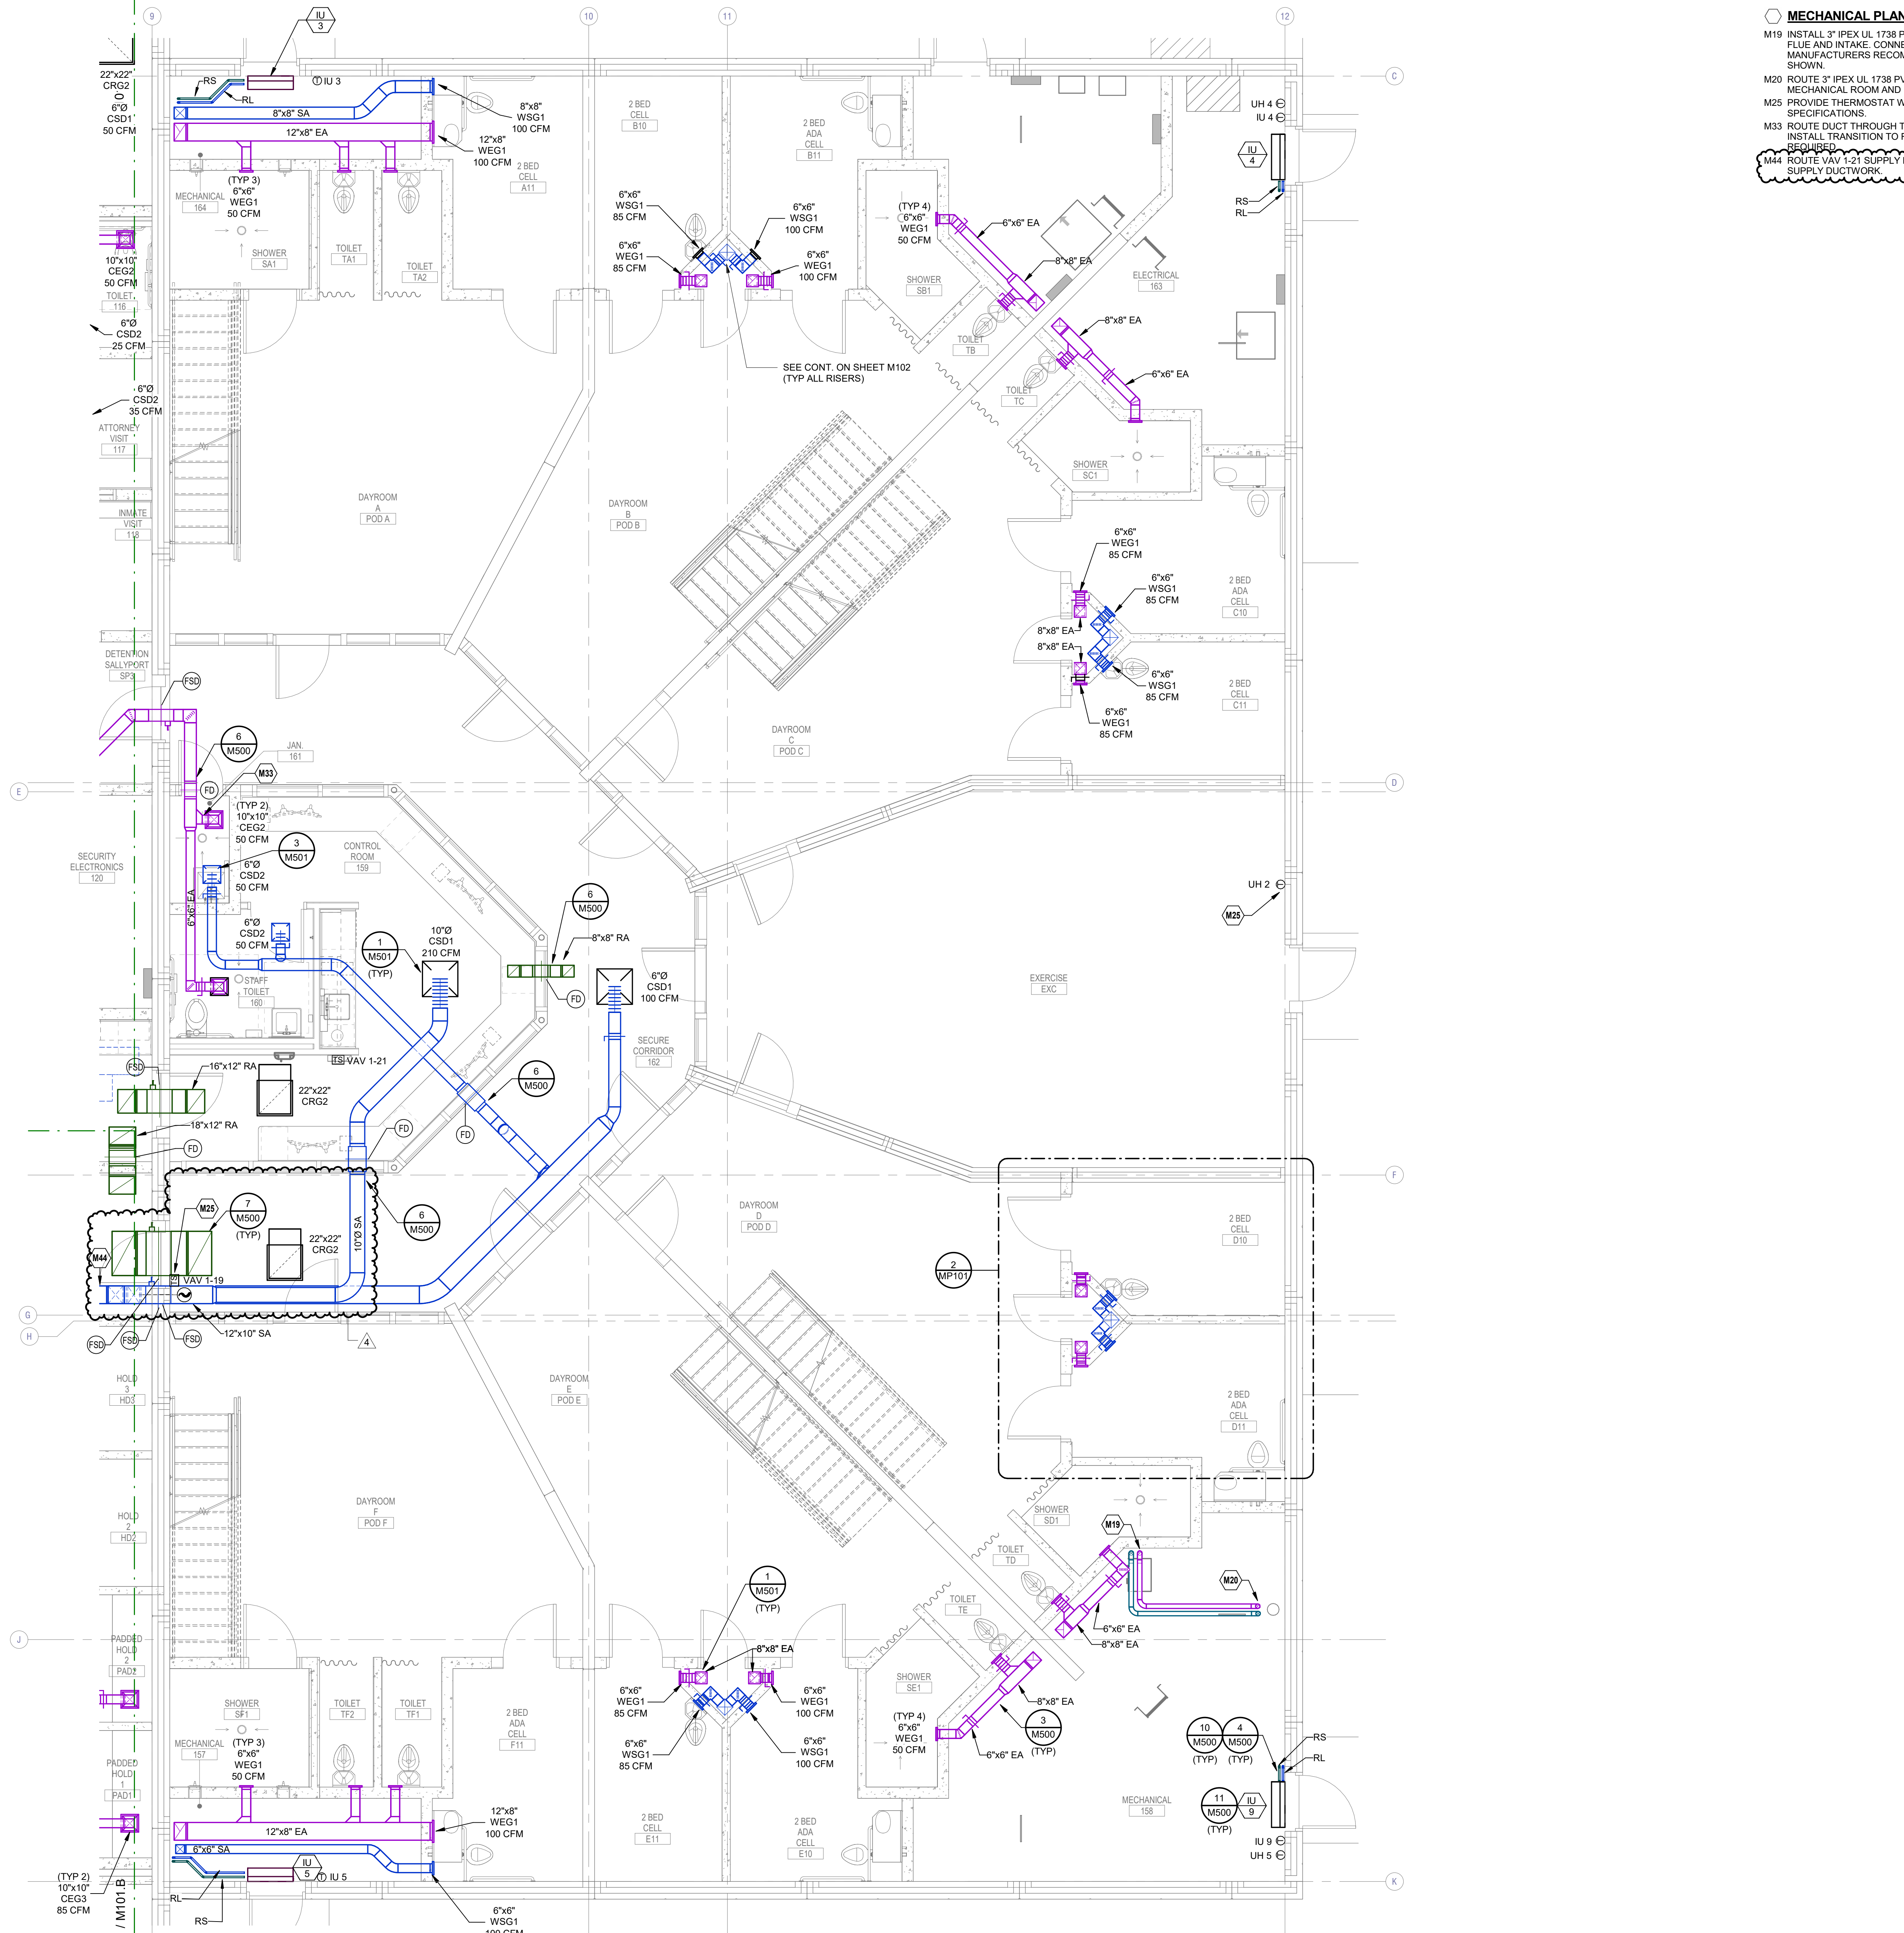 9
10
11
12
IU
3
RS
IU 3
RL
8"x8" SA
12"x8" EA
22"x22"
CRG2
6"Ø
CSD1
50 CFM
8"x8"
WSG1
100 CFM
12"x8"
WEG1
100 CFM
2 BED
CELL
A11
2 BED
CELL
B10
2 BED
ADA
CELL
B11
C
UH 4
IU 4
IU
4
RS
RL
MECHANICAL PLAN
M19 INSTALL 3" IPEX UL 1738 P
FLUE AND INTAKE. CONNE
MANUFACTURERS RECOM
SHOWN.
M20 ROUTE 3" IPEX UL 1738 PV
MECHANICAL ROOM AND
M25 PROVIDE THERMOSTAT W
SPECIFICATIONS.
M33 ROUTE DUCT THROUGH T
INSTALL TRANSITION TO F
REQUIRED.
M44 ROUTE VAV 1-21 SUPPLY
SUPPLY DUCTWORK.
MECHANICAL
164
(TYP 3)
6"x6"
WEG1
50 CFM
SHOWER
SA1
TOILET
TA1
TOILET
TA2
10"x10"
CEG2
50 CFM
TOILET
116
6"Ø
CSD2
25 CFM
6"Ø
CSD2
35 CFM
ATTORNEY
VISIT
117
INMATE
VISIT
118
6"x6"
WSG1
85 CFM
6"x6"
WEG1
85 CFM
6"x6"
WSG1
100 CFM
6"x6"
WEG1
100 CFM
(TYP 4)
6"x6"
WEG1
50 CFM
6"x6" EA
8"x8" EA
SHOWER
SB1
ELECTRICAL
163
TOILET
TB
8"x8" EA
6"x6" EA
TOILET
TC
SEE CONT. ON SHEET M102
(TYP ALL RISERS)
SHOWER
SC1
DAYROOM
A
POD A
DAYROOM
B
POD B
6"x6"
WEG1
85 CFM
6"x6"
WSG1
85 CFM
2 BED
ADA
CELL
C10
8"x8" EA
8"x8" EA
6"x6"
WSG1
85 CFM
6"x6"
WEG1
85 CFM
2 BED
CELL
C11
DETENTION
SALLYPORT
SP3
FSD
6
M500
JAN.
161
M33
DAYROOM
C
POD C
D
E
FD
(TYP 2)
10"x10"
CEG2
50 CFM
3
M501
6"Ø
CSD2
50 CFM
CONTROL
ROOM
159
SECURITY
ELECTRONICS
120
6"x6" EA
6"Ø
CSD2
50 CFM
1
M501
(TYP)
10"Ø
CSD1
210 CFM
6
M500
8"x8" RA
FD
6"Ø
CSD1
100 CFM
STAFF
TOILET
160
SECURE
CORRIDOR
162
UH 2
M25
EXERCISE
EXC
FSD
16"x12" RA
TS VAV 1-21
22"x22"
CRG2
6
M500
18"x12" RA
FD
FD
FD
F
M25
7
M500
(TYP)
10"Ø SA
6
M500
22"x22"
CRG2
M44
TS
VAV 1-19
G
H
FSD
FSD
FSD
12"x10" SA
4
DAYROOM
D
POD D
2
MP101
2 BED
CELL
D10
2 BED
ADA
CELL
D11
HOLD
3
HD3
DAYROOM
E
POD E
DAYROOM
F
POD F
HOLD
2
HD2
SHOWER
SD1
M19
TOILET
TD
M20
1
M501
(TYP)
TOILET
TE
6"x6" EA
8"x8" EA
J
PADDED
HOLD
2
PAD2
8"x8" EA
SHOWER
SF1
TOILET
TF2
TOILET
TF1
2 BED
ADA
CELL
F11
6"x6"
WEG1
85 CFM
6"x6"
WEG1
100 CFM
6"x6"
WSG1
85 CFM
6"x6"
WSG1
100 CFM
SHOWER
SE1
8"x8" EA
(TYP 4)
6"x6"
WEG1
50 CFM
3
M500
(TYP)
6"x6" EA
10
M500
(TYP)
4
M500
(TYP)
RS
RL
MECHANICAL
157
(TYP 3)
6"x6"
WEG1
50 CFM
PADDED
HOLD
1
PAD1
MECHANICAL
158
11
M500
(TYP)
IU
9
12"x8" EA
12"x8"
WEG1
100 CFM
2 BED
CELL
E11
2 BED
ADA
CELL
E10
IU 9
UH 5
6"x6" SA
IU
5
IU 5
K
(TYP 2)
10"x10"
CEG3
85 CFM
/ M101.B
RL
RS
6"x6"
WSG1
100 CFM